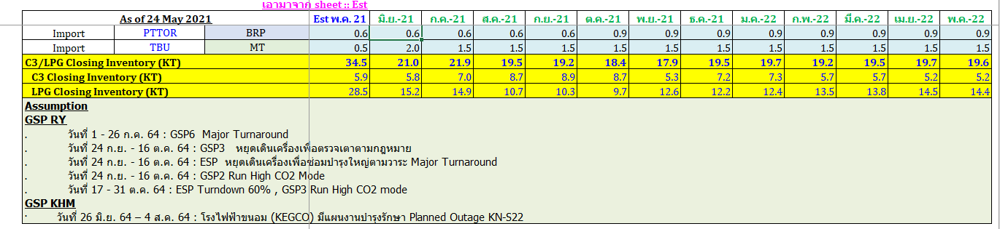 เอามาจาก sheet :: Est
As of 24 May 2021 Est พ.ค. 21 มิ.ย.-21 ก.ค.-21 ส.ค.-21 ก.ย.-21 ต.ค.-21 พ.ย.-21 ธ.ค.-21 ม.ค.-22 ก.พ.-22 มี.ค.-22 เม.ย.-22 พ.ค.-22
Import PTTOR BRP 0.6 0.6 0.6 0.6 0.6 0.9 0.9 0.9 0.9 0.9 0.9 0.9 0.9
Import TBU MT 0.5 2.0 1.5 1.5 1.5 1.5 1.5 1.5 1.5 1.5 1.5 1.5 1.5
C3/LPG Closing Inventory (KT) 34.5 21.0 21.9 19.5 19.2 18.4 17.9 19.5 19.7 19.2 19.5 19.7 19.6
C3 Closing Inventory (KT) 5.9 5.8 7.0 8.7 8.9 8.7 5.3 7.2 7.3 5.7 5.7 5.2 5.2
LPG Closing Inventory (KT) 28.5 15.2 14.9 10.7 10.3 9.7 12.6 12.2 12.4 13.5 13.8 14.5 14.4
Assumption
GSP RY
. วันที่ 1 - 26 ก.ค. 64 : GSP6 Major Turnaround
. วันที่ 24 ก.ย. - 16 ต.ค. 64 : GSP3 หยุดเดินเครื่องเพื่อตรวจเตาตามกฎหมาย
. วันที่ 24 ก.ย. - 16 ต.ค. 64 : ESP หยุดเดินเครื่องเพื่อซ่อมบำรุงใหญ่ตามวาระ Major Turnaround
. วันที่ 24 ก.ย. - 16 ต.ค. 64 : GSP2 Run High CO2 Mode
. วันที่ 17 - 31 ต.ค. 64 : ESP Turndown 60% , GSP3 Run High CO2 mode
GSP KHM
· วันที่ 26 มิ.ย. 64 – 4 ส.ค. 64 : โรงไฟฟ้าขนอม (KEGCO) มีแผนงานบำรุงรักษา Planned Outage KN-S22